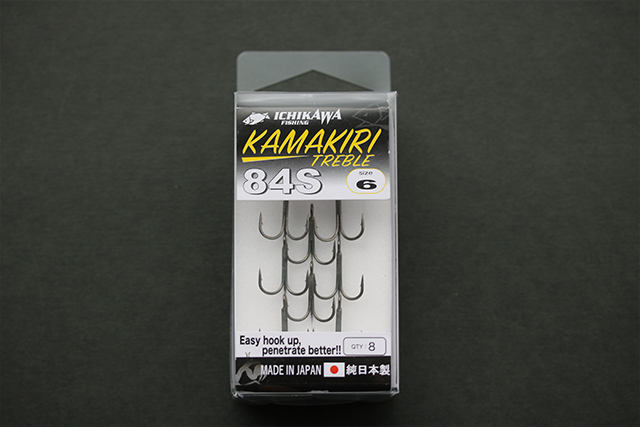 ICHIKAWA
FISHING
KAMAKIRI
TREBLE
84S
size
6
Easy hook up,
penetrate better!!
QTY 8
MADE IN JAPAN 純日本製